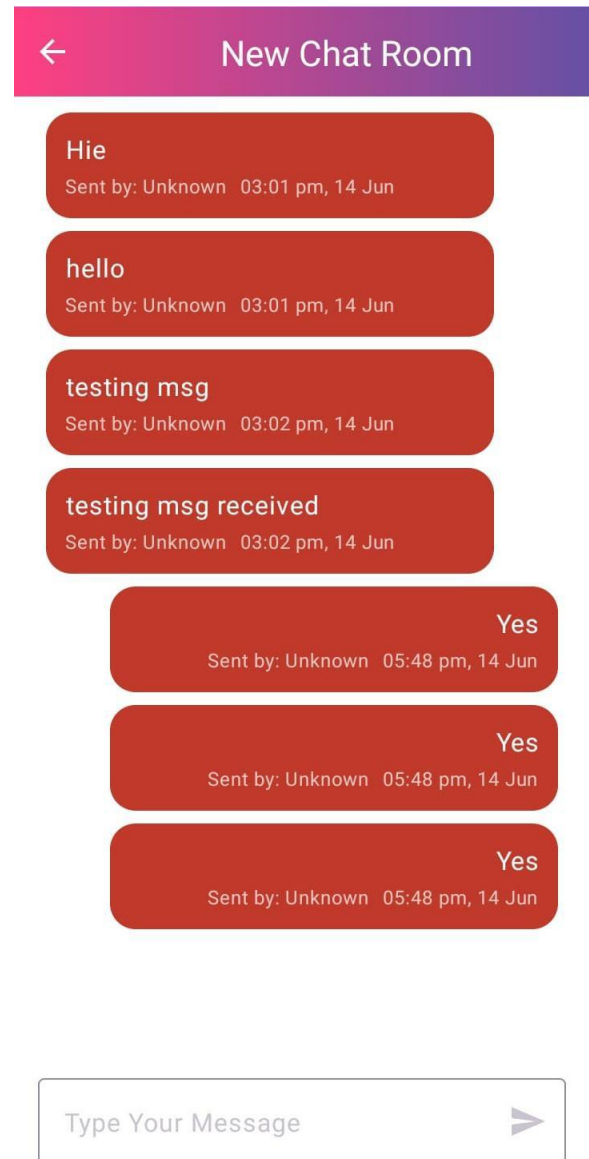 New Chat Room
Hie
Sent by: Unknown 03:01 pm, 14 Jun
hello
Sent by: Unknown 03:01 pm, 14 Jun
testing msg
Sent by: Unknown 03:02 pm, 14 Jun
testing msg received
Sent by: Unknown 03:02 pm, 14 Jun
Yes
Sent by: Unknown 05:48 pm, 14 Jun
Yes
Sent by: Unknown 05:48 pm, 14 Jun
Yes
Sent by: Unknown 05:48 pm, 14 Jun
Type Your Message